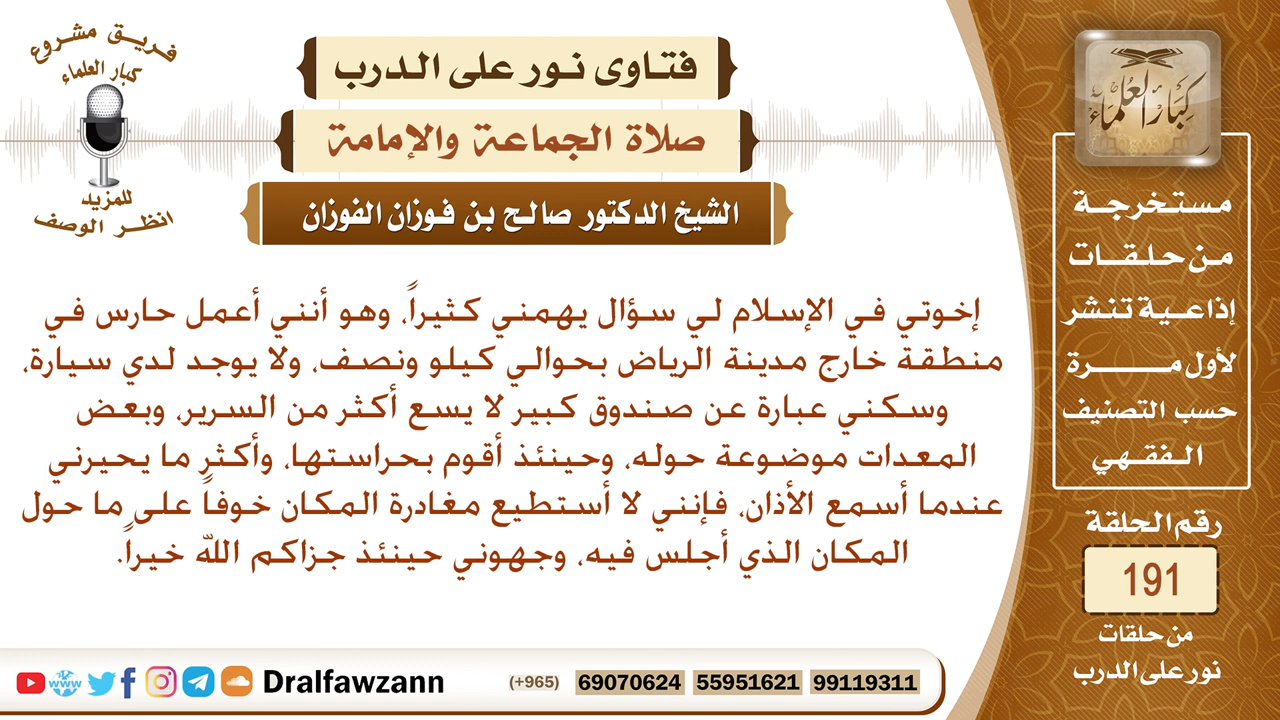 فريق مشروع
كبار العلماء
للمزيد
انظر الوصف
فتاوى نور على الدرب
صلاة الجماعة والإمامة
الشيخ الدكتور صالح بن فوزان الفوزان
إخوتي في الإسلام لي سؤال يهمني كثيراً، وهو أنني أعمل حارس في
منطقة خارج مدينة الرياض بحوالي كيلو ونصف، ولا يوجد لدي سيارة،
وسكني عبارة عن صندوق كبير لا يسع أكثر من السرير، وبعض
المعدات موضوعة حوله، وحينئذ أقوم بحراستها، وأكثر ما يحيرني
عندما أسمع الأذان، فإنني لا أستطيع مغادرة المكان خوفاً على ما حول
المكان الذي أجلس فيه، وجهوني حينئذ جزاكم الله خيراً.
كبار العلماء
مستخرجة
من حلقات
إذاعية تنشر
لأول مرة
حسب التصنيف
الفقهي
رقم الحلقة
191
من حلقات
نور على الدرب
www
Dralfawzann
(+965) 69070624 55951621 99119311